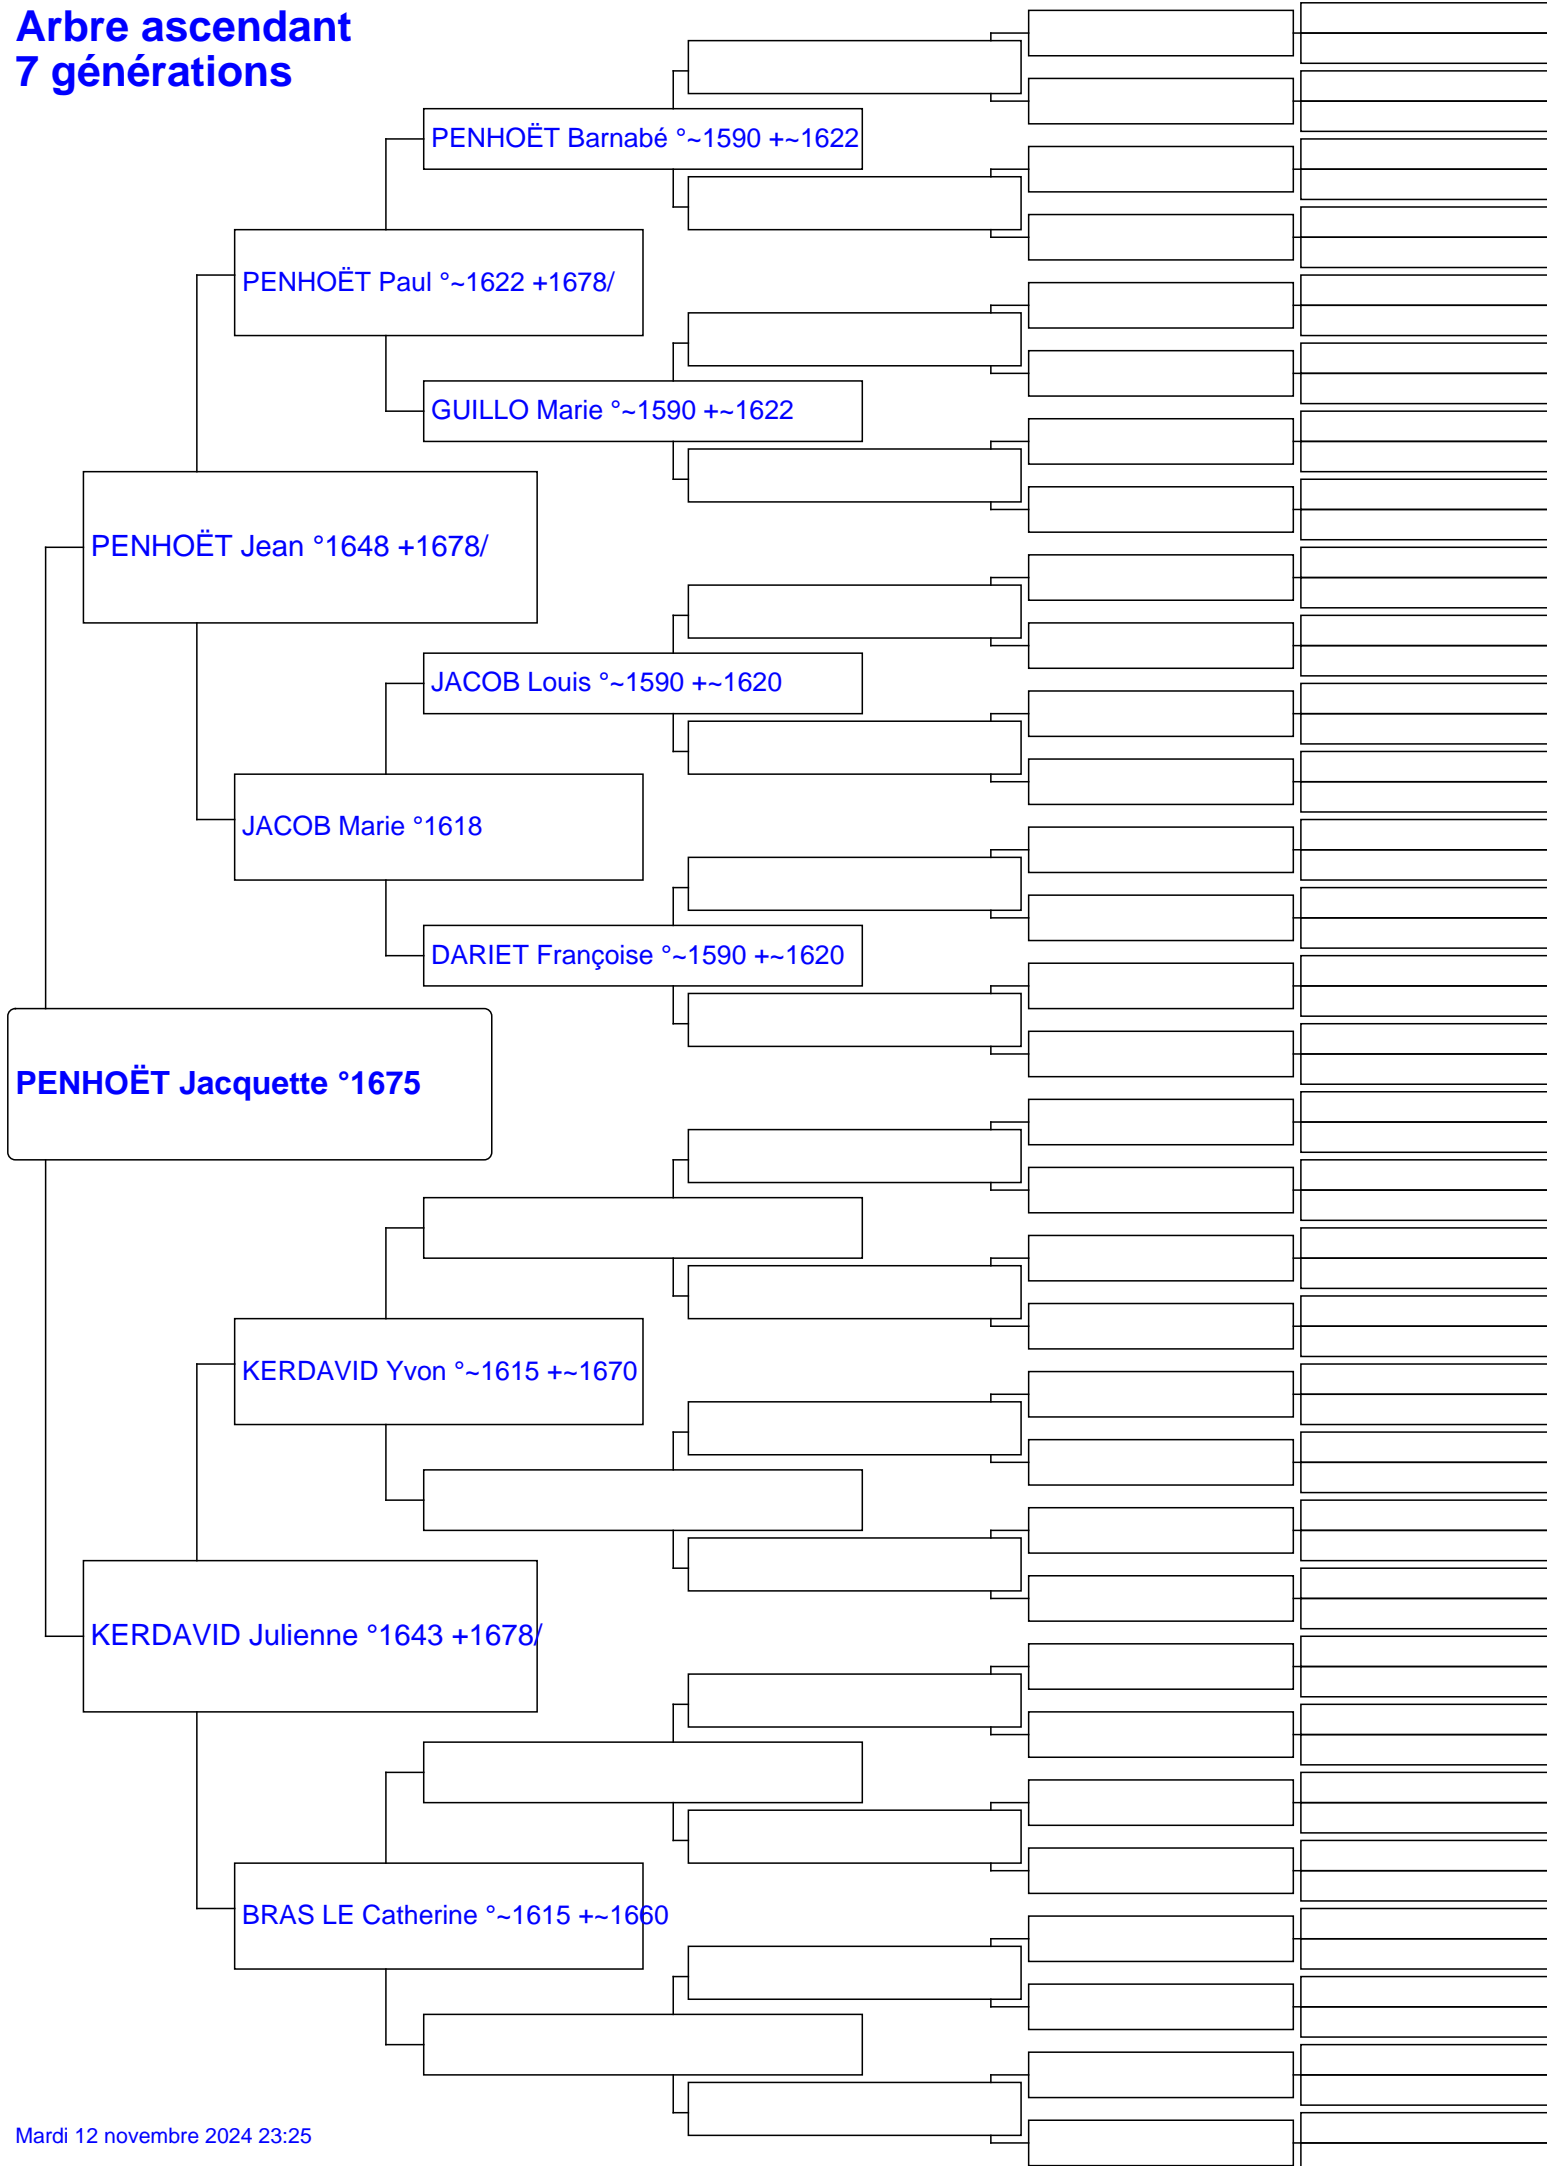 Arbre ascendant
7 générations
PENHOËT Barnabé °~1590 +~1622
PENHOËT Paul °~1622 +1678/
GUILLO Marie °~1590 +~1622
PENHOËT Jean °1648 +1678/
JACOB Louis °~1590 +~1620
JACOB Marie °1618
DARIET Françoise °~1590 +~1620
PENHOËT Jacquette °1675
KERDAVID Yvon °~1615 +~1670
KERDAVID Julienne °1643 +1678/
BRAS LE Catherine °~1615 +~1660
Mardi 12 novembre 2024 23:25